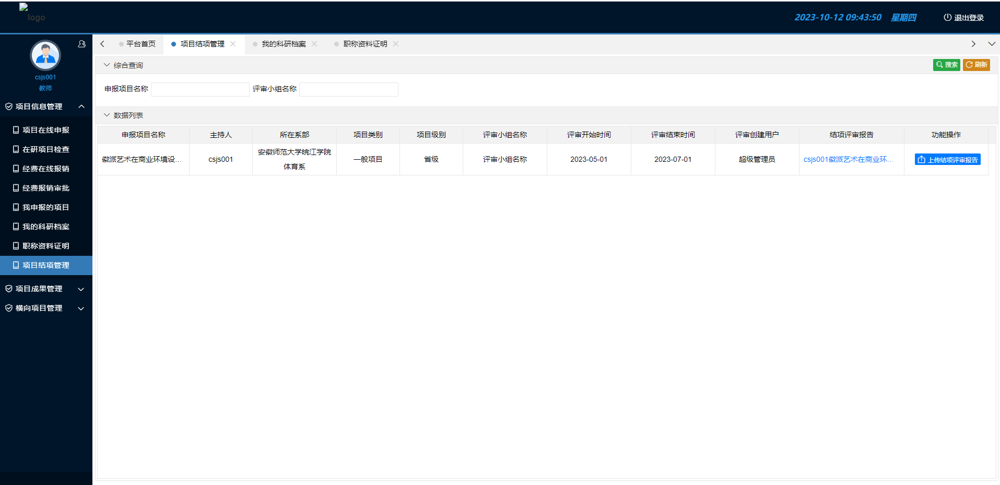 logo
2023-10-12 09:43:50 星期四 退出登录
csjs001
教师
项目信息管理
项目在线申报
在研项目检查
经费在线报销
经费报销审批
我申报的项目
我的科研档案
职称资料证明
项目结项管理
项目成果管理
横向项目管理
平台首页 项目结项管理 我的科研档案 职称资料证明
综合查询 搜索 刷新
申报项目名称 评审小组名称
数据列表
申报项目名称 主持人 所在系部 项目类别 项目级别 评审小组名称 评审开始时间 评审结束时间 评审创建用户 结项评审报告 功能操作
徽派艺术在商业环境设... csjs001 安徽师范大学皖江学院 一般项目 省级 评审小组名称 2023-05-01 2023-07-01 超级管理员 csjs001徽派艺术在商业环... 上传结项评审报告
体育系